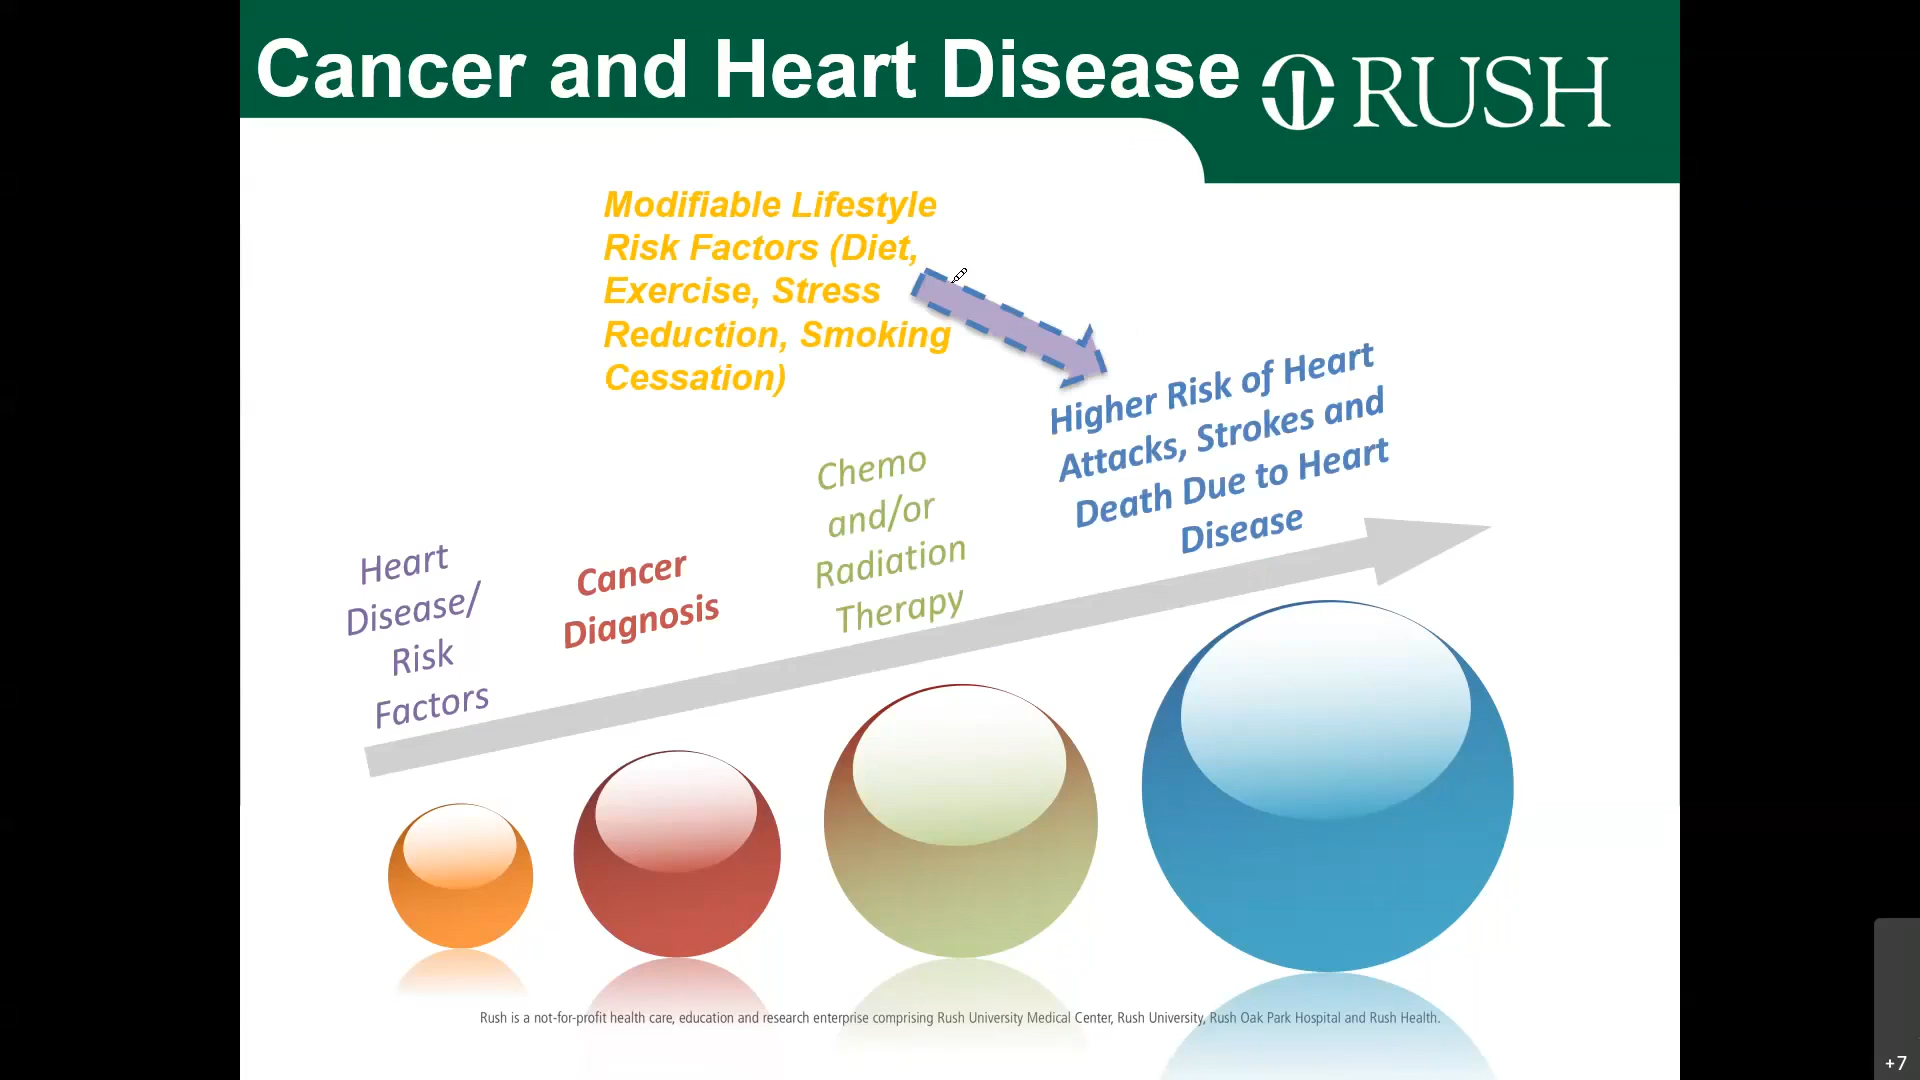 Cancer and Heart Disease
RUSH
Modifiable Lifestyle
Risk Factors (Diet,
Exercise, Stress
Reduction, Smoking
Cessation)
Higher Risk of Heart
Attacks, Strokes and
Death Due to Heart
Disease
Chemo
and/or
Radiation
Therapy
Cancer
Diagnosis
Heart
Disease/
Risk
Factors
Rush is a not-for-profit health care, education and research enterprise comprising Rush University Medical Center, Rush University, Rush Oak Park Hospital and Rush Health.
+7